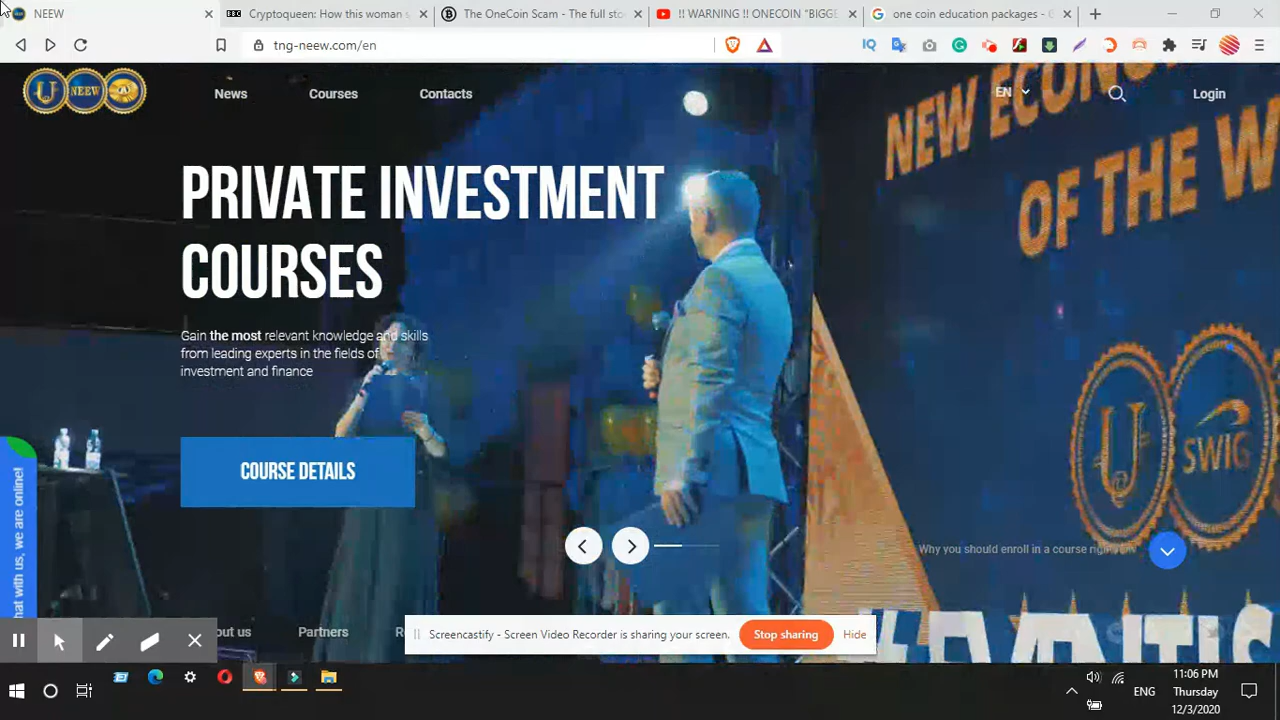 NEEW
Cryptoqueen: How this woman s
The OneCoin Scam - The full sto
!! WARNING !! ONECOIN "BIGGE
one coin education packages - G
tng-neew.com/en
NEEW
News
Courses
Contacts
EN
Login
NEW ECONO
OF THE W
PRIVATE INVESTMENT
COURSES
Gain the most relevant knowledge and skills
from leading experts in the fields of
investment and finance
COURSE DETAILS
SWIG
hat with us, we are online!
Why you should enroll in a course
out us
Partners
Screencastify - Screen Video Recorder is sharing your screen.
Stop sharing
Hide
ENG
11:06 PM
Thursday
12/3/2020